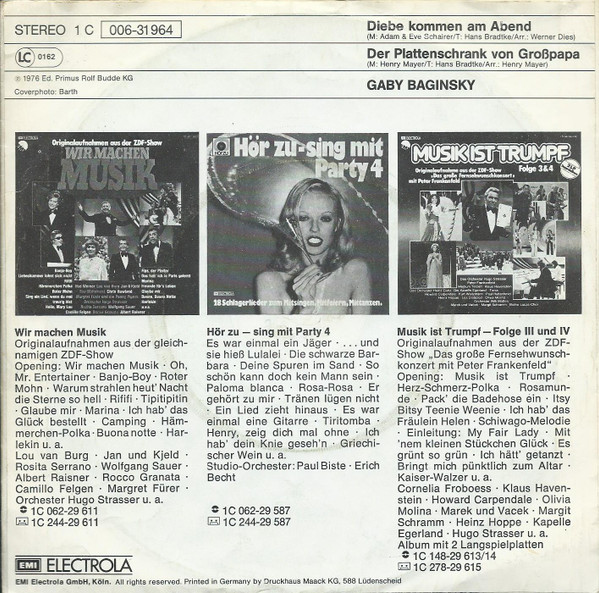 STEREO 1 C 006-31964
Diebe kommen am Abend
(M: Adam & Eve Schairer/T: Hans Bradtke/Arr.: Werner Dies)
LC 0162
Der Plattenschrank von Großpapa
(M: Henry Mayer/T: Hans Bradtke/Arr.: Henry Mayer)
℗ 1976 Ed. Primus Rolf Budde KG
Coverphoto: Barth
GABY BAGINSKY
ELECTROLA
Originalaufnahmen aus der ZDF-Show
WIR MACHEN
MUSIK
Hör zu-sing mit
Party 4
28 Schlagerlieder zum Mitsingen. Mitfeiern. Mittanzen.
ELECTROLA
MUSIK IST TRUMPF
Originalaufnahmen aus der ZDF-Show Folge 3&4
»Das große Fernsehwunschkonzert«
mit Peter Frankenfeld
Wir machen Musik
Originalaufnahmen aus der gleich-
namigen ZDF-Show
Opening: Wir machen Musik · Oh,
Mr. Entertainer · Banjo-Boy · Roter
Mohn · Warum strahlen heut' Nacht
die Sterne so hell · Rififi · Tipitipitin
· Glaube mir · Marina · Ich hab' das
Glück bestellt · Camping · Häm-
merchen-Polka · Buona notte · Har-
lekin u. a.
Lou van Burg · Jan und Kjeld ·
Rosita Serrano · Wolfgang Sauer ·
Albert Raisner · Rocco Granata ·
Camillo Felgen · Margret Fürer ·
Orchester Hugo Strasser u. a.
1C 062-29 611
1C 244-29 611
Hör zu – sing mit Party 4
Es war einmal ein Jäger · . . . und
sie hieß Lulalei · Die schwarze Bar-
bara · Deine Spuren im Sand · So
schön kann doch kein Mann sein ·
Paloma blanca · Rosa-Rosa · Er
gehört zu mir · Tränen lügen nicht
· Ein Lied zieht hinaus · Es war
einmal eine Gitarre · Tiritomba ·
Henry, zeig dich mal ohne · Ich
hab' dein Knie geseh'n · Griechi-
scher Wein u. a.
Studio-Orchester: Paul Biste · Erich
Becht
1C 062-29 587
1C 244-29 587
Musik ist Trumpf – Folge III und IV
Originalaufnahmen aus der ZDF-
Show „Das große Fernsehwunsch-
konzert mit Peter Frankenfeld"
Opening: Musik ist Trumpf ·
Herz-Schmerz-Polka · Rosamun-
de · Pack' die Badehose ein · Itsy
Bitsy Teenie Weenie · Ich hab' das
Fräulein Helen · Schiwago-Melodie
· Einleitung: My Fair Lady · Mit
'nem kleinen Stückchen Glück · Es
grünt so grün · Ich hätt' getanzt ·
Bringt mich pünktlich zum Altar ·
Kaiser-Walzer u. a.
Cornelia Froboess · Klaus Haven-
stein · Howard Carpendale · Olivia
Molina · Marek und Vacek · Margit
Schramm · Heinz Hoppe · Kapelle
Egerland · Hugo Strasser u. a.
Album mit 2 Langspielplatten
1C 148-29 613/14
1C 278-29 615
EMI ELECTROLA
EMI Electrola GmbH, Köln. All rights reserved. Printed in Germany by Druckhaus Maack KG, 588 Lüdenscheid